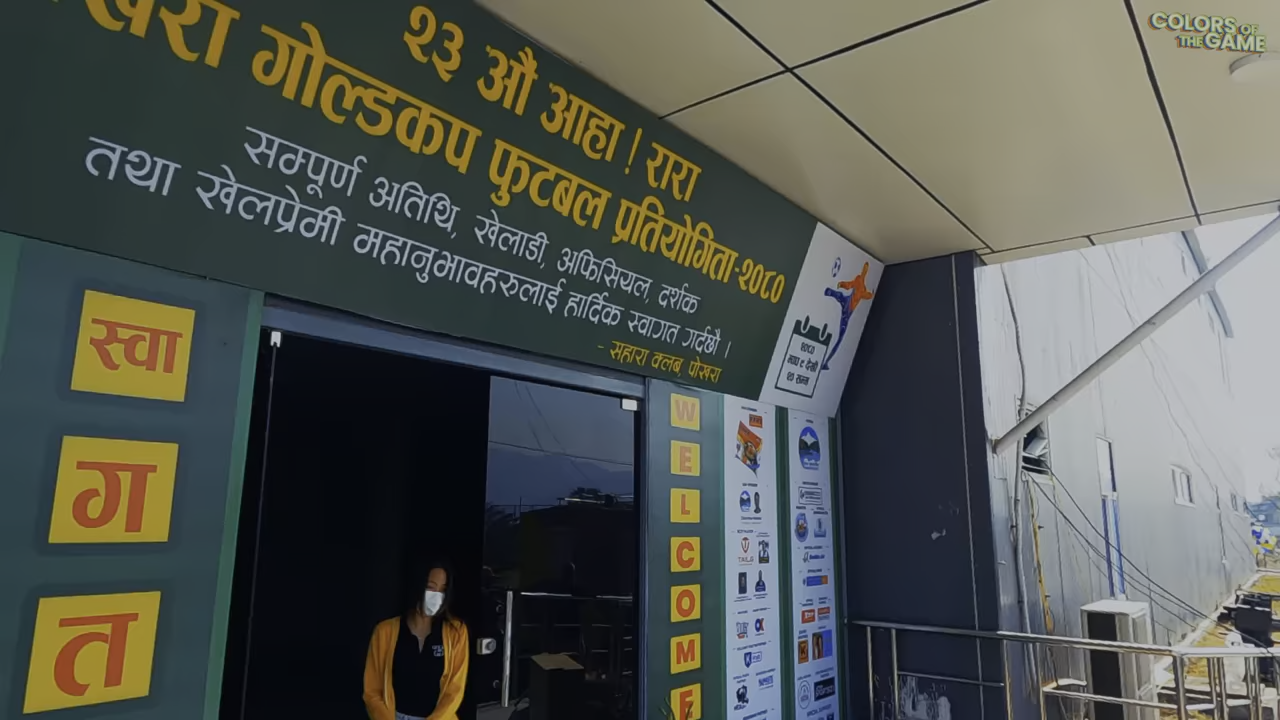 २३ औं आहा ! रारा
खरा गोल्डकप फुटबल प्रतियोगिता-२०८०
सम्पूर्ण अतिथि, खेलाडी, अफिसियल, दर्शक
तथा खेलप्रेमी महानुभावहरुलाई हार्दिक स्वागत गर्दछौं ।
- सहारा क्लब, पोखरा
स्वा
ग
त
W
E
L
C
O
M
E
COLORS OF
THE GAME